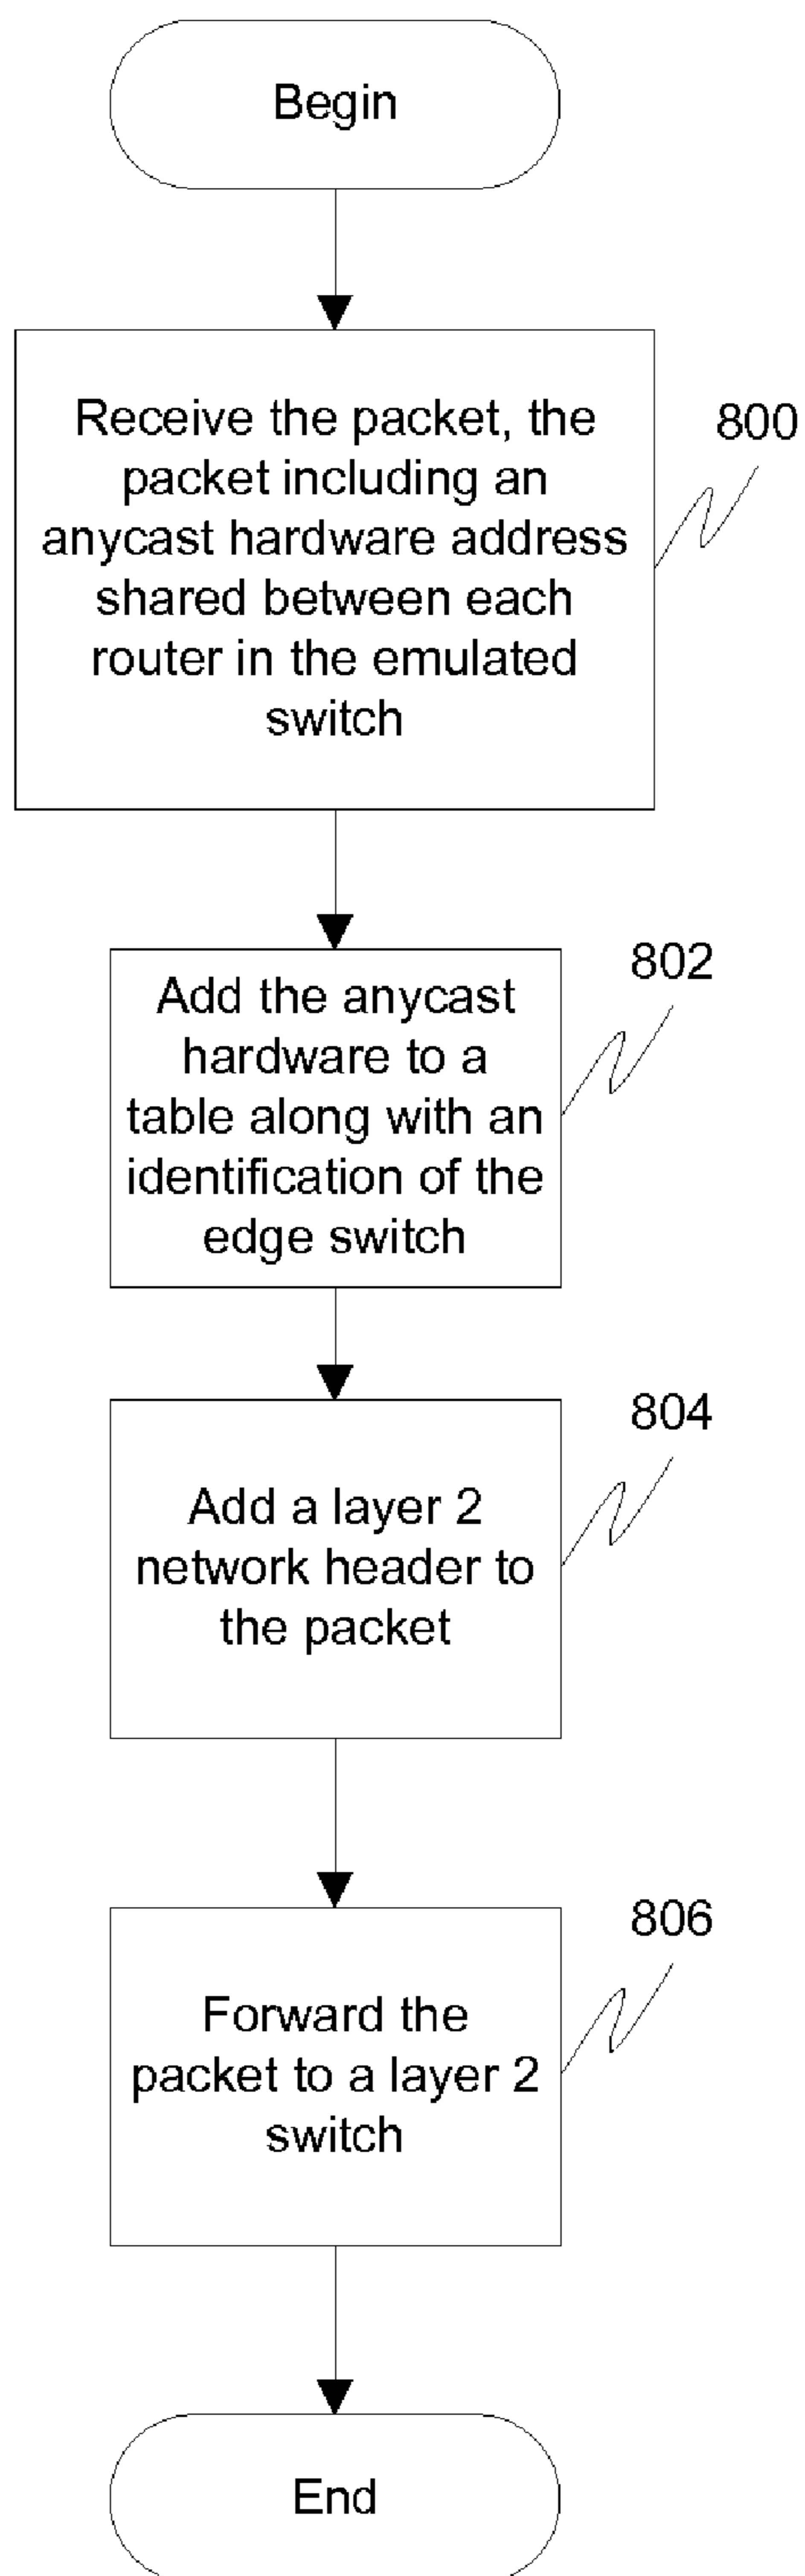 Begin
Receive the packet, the
packet including an
anycast hardware address
shared between each
router in the emulated
switch
800
Add the anycast
hardware to a
table along with an
identification of the
edge switch
802
Add a layer 2
network header to
the packet
804
Forward the
packet to a layer 2
switch
806
End